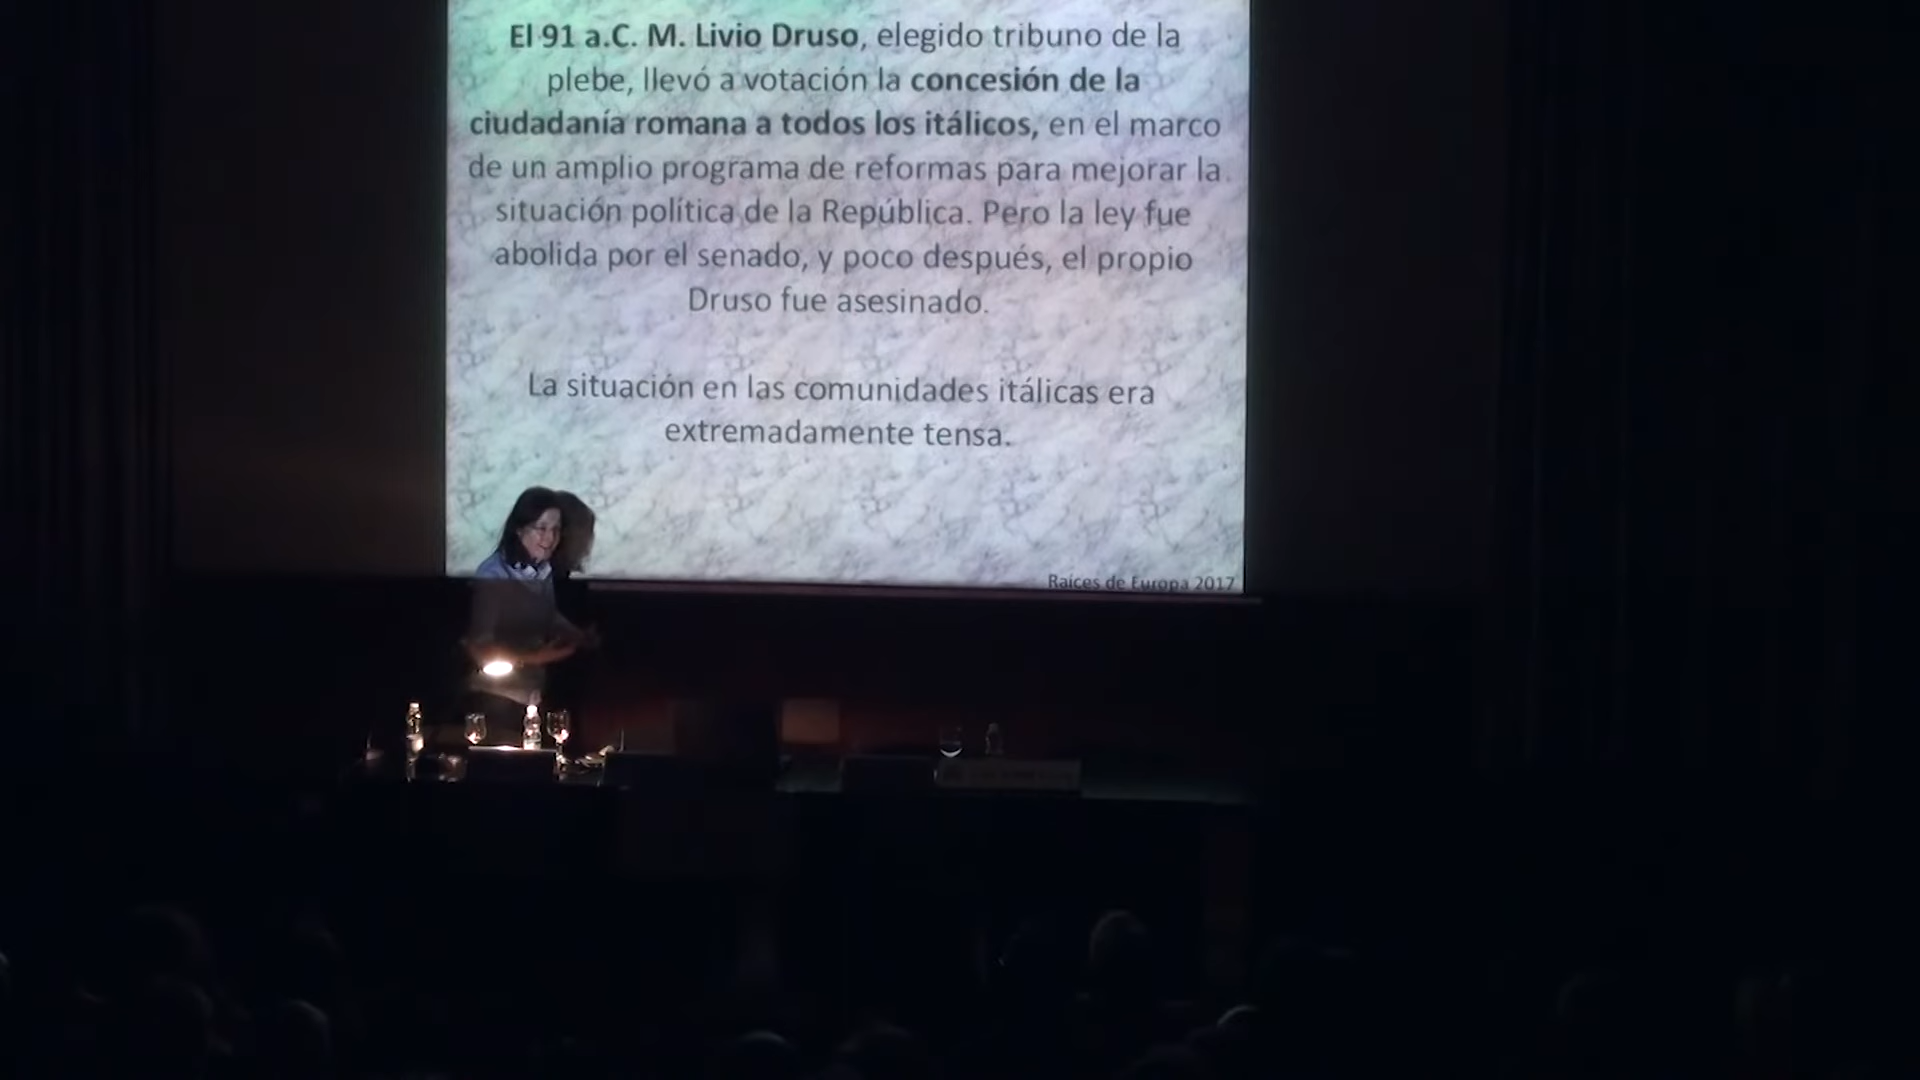 El 91 a.C. M. Livio Druso, elegido tribuno de la
plebe, llevó a votación la concesión de la
ciudadanía romana a todos los itálicos, en el marco
de un amplio programa de reformas para mejorar la
situación política de la República. Pero la ley fue
abolida por el senado, y poco después, el propio
Druso fue asesinado.
La situación en las comunidades itálicas era
extremadamente tensa.
Raíces de Europa 2017